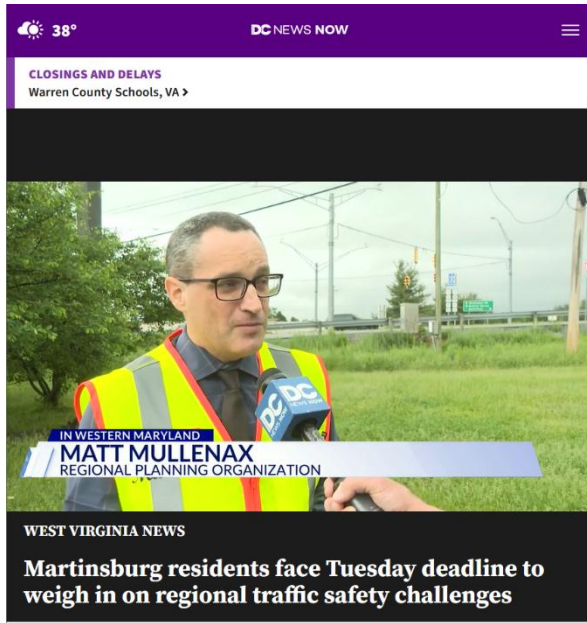 38°
DC NEWS NOW
CLOSINGS AND DELAYS
Warren County Schools, VA >
DC
NEWS NOW
DC
IN WESTERN MARYLAND
MATT MULLENAX
REGIONAL PLANNING ORGANIZATION
WEST VIRGINIA NEWS
Martinsburg residents face Tuesday deadline to
weigh in on regional traffic safety challenges